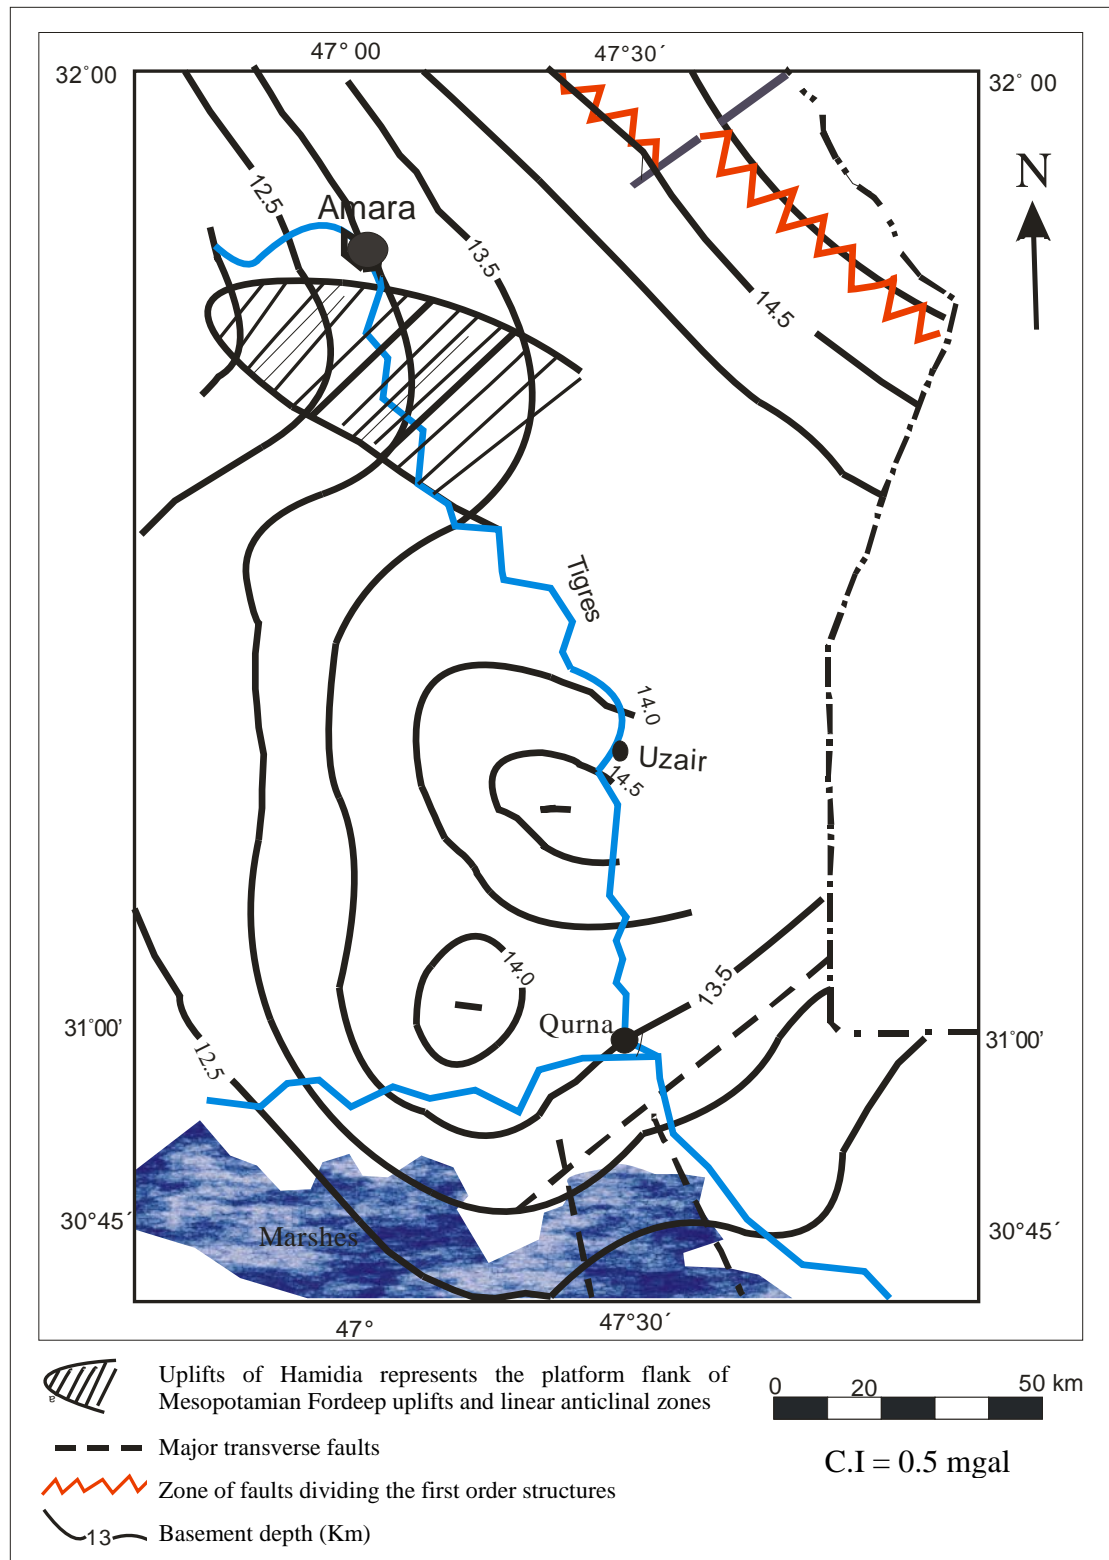 47° 00
47°30´
32°00
32° 00
N
12.5
Amara
13.5
14.5
Tigres
14.0
Uzair
14.5
14.0
Qurna
13.5
31°00'
31°00'
12.5
30°45´
30°45´
Marshes
47°
47°30´
Uplifts of Hamidia represents the platform flank of
Mesopotamian Fordeep uplifts and linear anticlinal zones
0 20 50 km
Major transverse faults
C.I = 0.5 mgal
Zone of faults dividing the first order structures
13
Basement depth (Km)